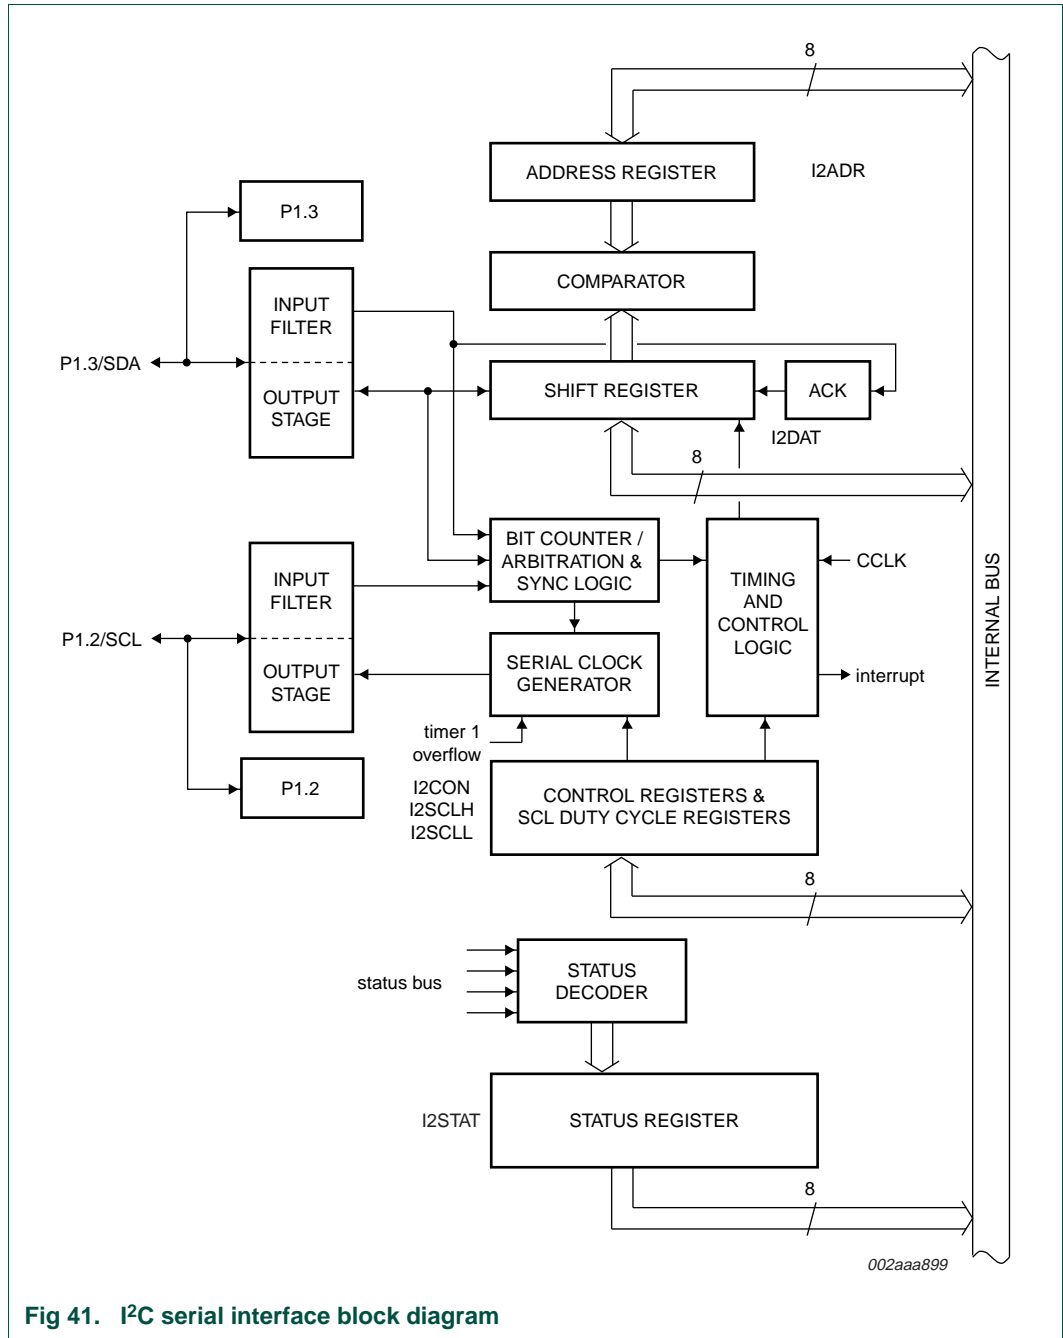 8
ADDRESS REGISTER
I2ADR
P1.3
COMPARATOR
INPUT
FILTER
P1.3/SDA
OUTPUT
STAGE
SHIFT REGISTER
ACK
I2DAT
8
BIT COUNTER /
ARBITRATION &
SYNC LOGIC
INPUT
FILTER
TIMING
AND
CONTROL
LOGIC
CCLK
INTERNAL BUS
P1.2/SCL
OUTPUT
STAGE
SERIAL CLOCK
GENERATOR
interrupt
timer 1
overflow
P1.2
I2CON
I2SCLH
I2SCLL
CONTROL REGISTERS &
SCL DUTY CYCLE REGISTERS
8
status bus
STATUS
DECODER
I2STAT
STATUS REGISTER
8
002aaa899
Fig 41. I²C serial interface block diagram